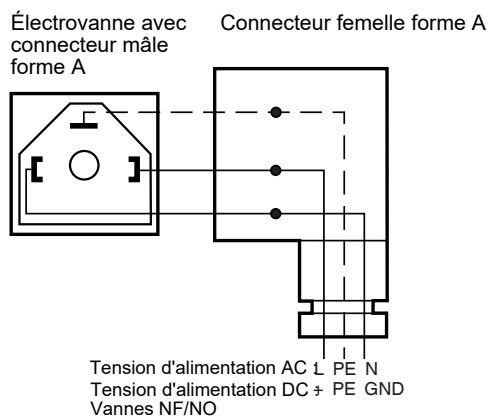 Électrovanne avec
connecteur mâle
forme A
Connecteur femelle forme A
Tension d'alimentation AC : L PE N
Tension d'alimentation DC : + PE GND
Vannes NF/NO